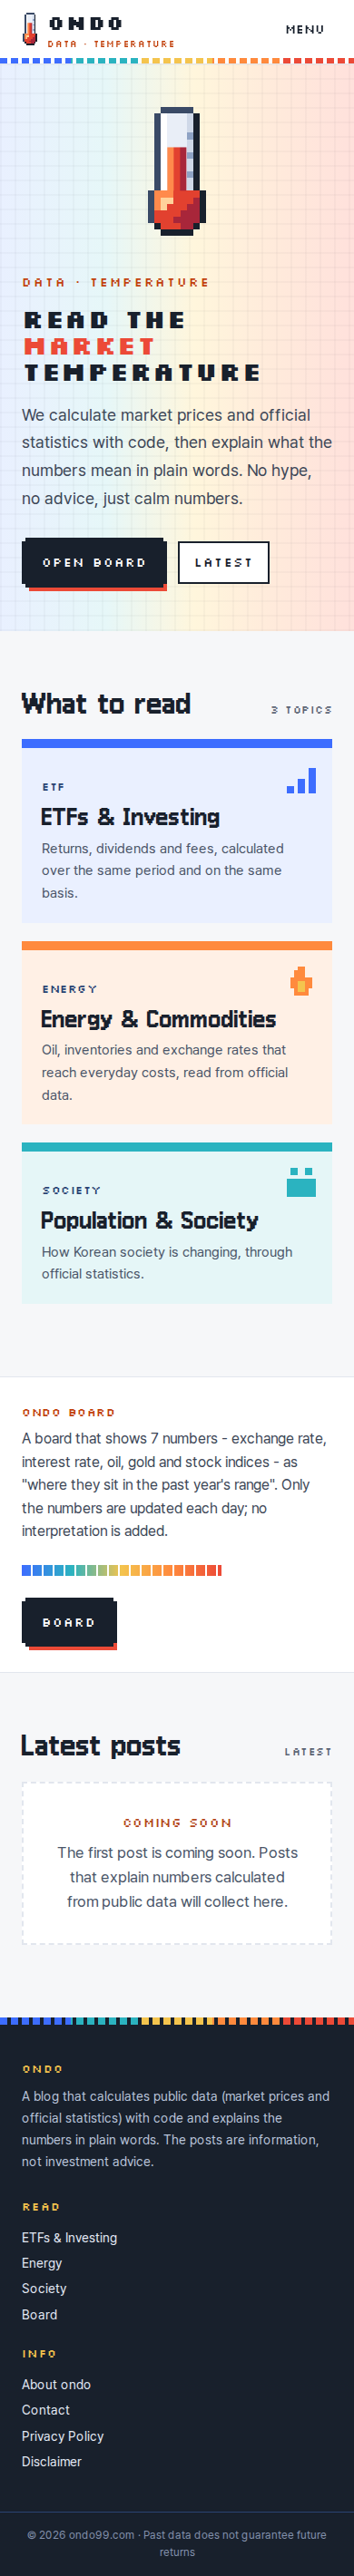 ONDO
DATA · TEMPERATURE
MENU
DATA · TEMPERATURE
READ THE
MARKET
TEMPERATURE
We calculate market prices and official
statistics with code, then explain what the
numbers mean in plain words. No hype,
no advice, just calm numbers.
OPEN BOARD
LATEST
What to read
3 TOPICS
ETF
ETFs & Investing
Returns, dividends and fees, calculated
over the same period and on the same
basis.
ENERGY
Energy & Commodities
Oil, inventories and exchange rates that
reach everyday costs, read from official
data.
SOCIETY
Population & Society
How Korean society is changing, through
official statistics.
ONDO BOARD
A board that shows 7 numbers - exchange rate,
interest rate, oil, gold and stock indices - as
"where they sit in the past year's range". Only
the numbers are updated each day; no
interpretation is added.
BOARD
Latest posts
LATEST
COMING SOON
The first post is coming soon. Posts
that explain numbers calculated
from public data will collect here.
ONDO
A blog that calculates public data (market prices and
official statistics) with code and explains the
numbers in plain words. The posts are information,
not investment advice.
READ
ETFs & Investing
Energy
Society
Board
INFO
About ondo
Contact
Privacy Policy
Disclaimer
© 2026 ondo99.com · Past data does not guarantee future
returns